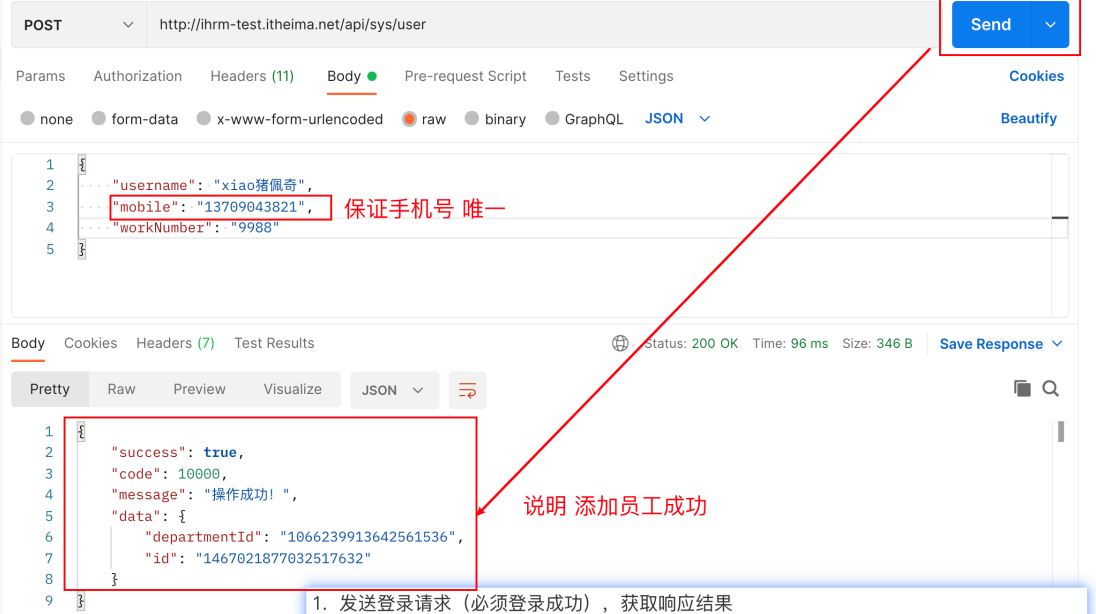 POST http://ihrm-test.itheima.net/api/sys/user Send
Params Authorization Headers (11) Body Pre-request Script Tests Settings Cookies
none form-data x-www-form-urlencoded raw binary GraphQL JSON Beautify
1 {
2 "username": "xiao猪佩奇",
3 "mobile": "13709043821", 保证手机号 唯一
4 "workNumber": "9988"
5 }
Body Cookies Headers (7) Test Results Status: 200 OK Time: 96 ms Size: 346 B Save Response
Pretty Raw Preview Visualize JSON
1 {
2 "success": true,
3 "code": 10000,
4 "message": "操作成功！",
5 "data": {
说明 添加员工成功
6 "departmentId": "1066239913642561536",
7 "id": "1467021877032517632"
8 }
9 }
1. 发送登录请求（必须登录成功），获取响应结果